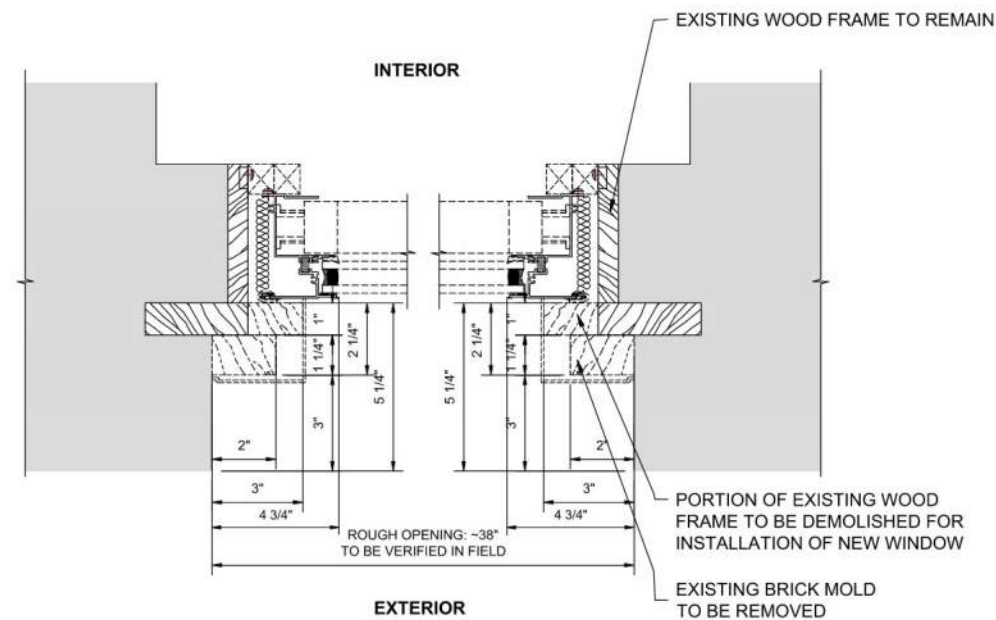 EXISTING WOOD FRAME TO REMAIN
INTERIOR
1"
2 1/4"
1 1/4"
5 1/4"
3"
2"
3"
4 3/4"
1"
2 1/4"
1 1/4"
5 1/4"
3"
2"
3"
4 3/4"
ROUGH OPENING: ~38"
TO BE VERIFIED IN FIELD
PORTION OF EXISTING WOOD
FRAME TO BE DEMOLISHED FOR
INSTALLATION OF NEW WINDOW
EXISTING BRICK MOLD
TO BE REMOVED
EXTERIOR